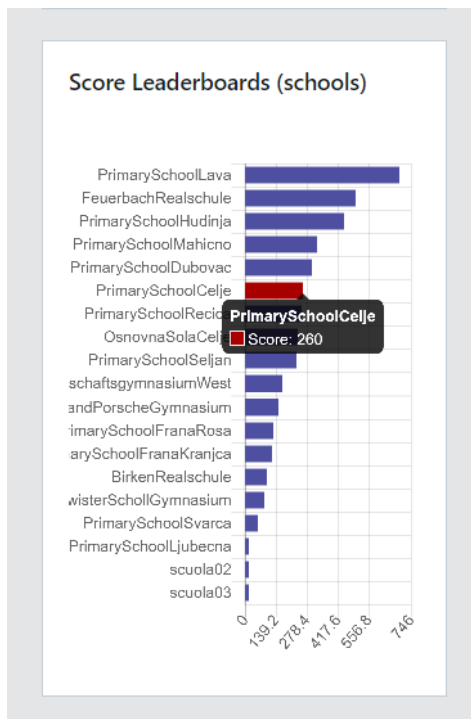 Score Leaderboards (schools)
PrimarySchoolLava
FeuerbachRealschule
PrimarySchoolHudinja
PrimarySchoolMahicno
PrimarySchoolDubovac
PrimarySchoolCelje
PrimarySchoolRecica
PrimarySchoolCelje
Score: 260
OsnovnaSolaCelje
PrimarySchoolSeljan
schaftsgymnasiumWest
andPorscheGymnasium
rimarySchoolFranaRosa
arySchoolFranaKranjca
BirkenRealschule
wisterSchollGymnasium
PrimarySchoolSvarca
PrimarySchoolLjubecna
scuola02
scuola03
0 139.2 278.4 417.6 556.8 746